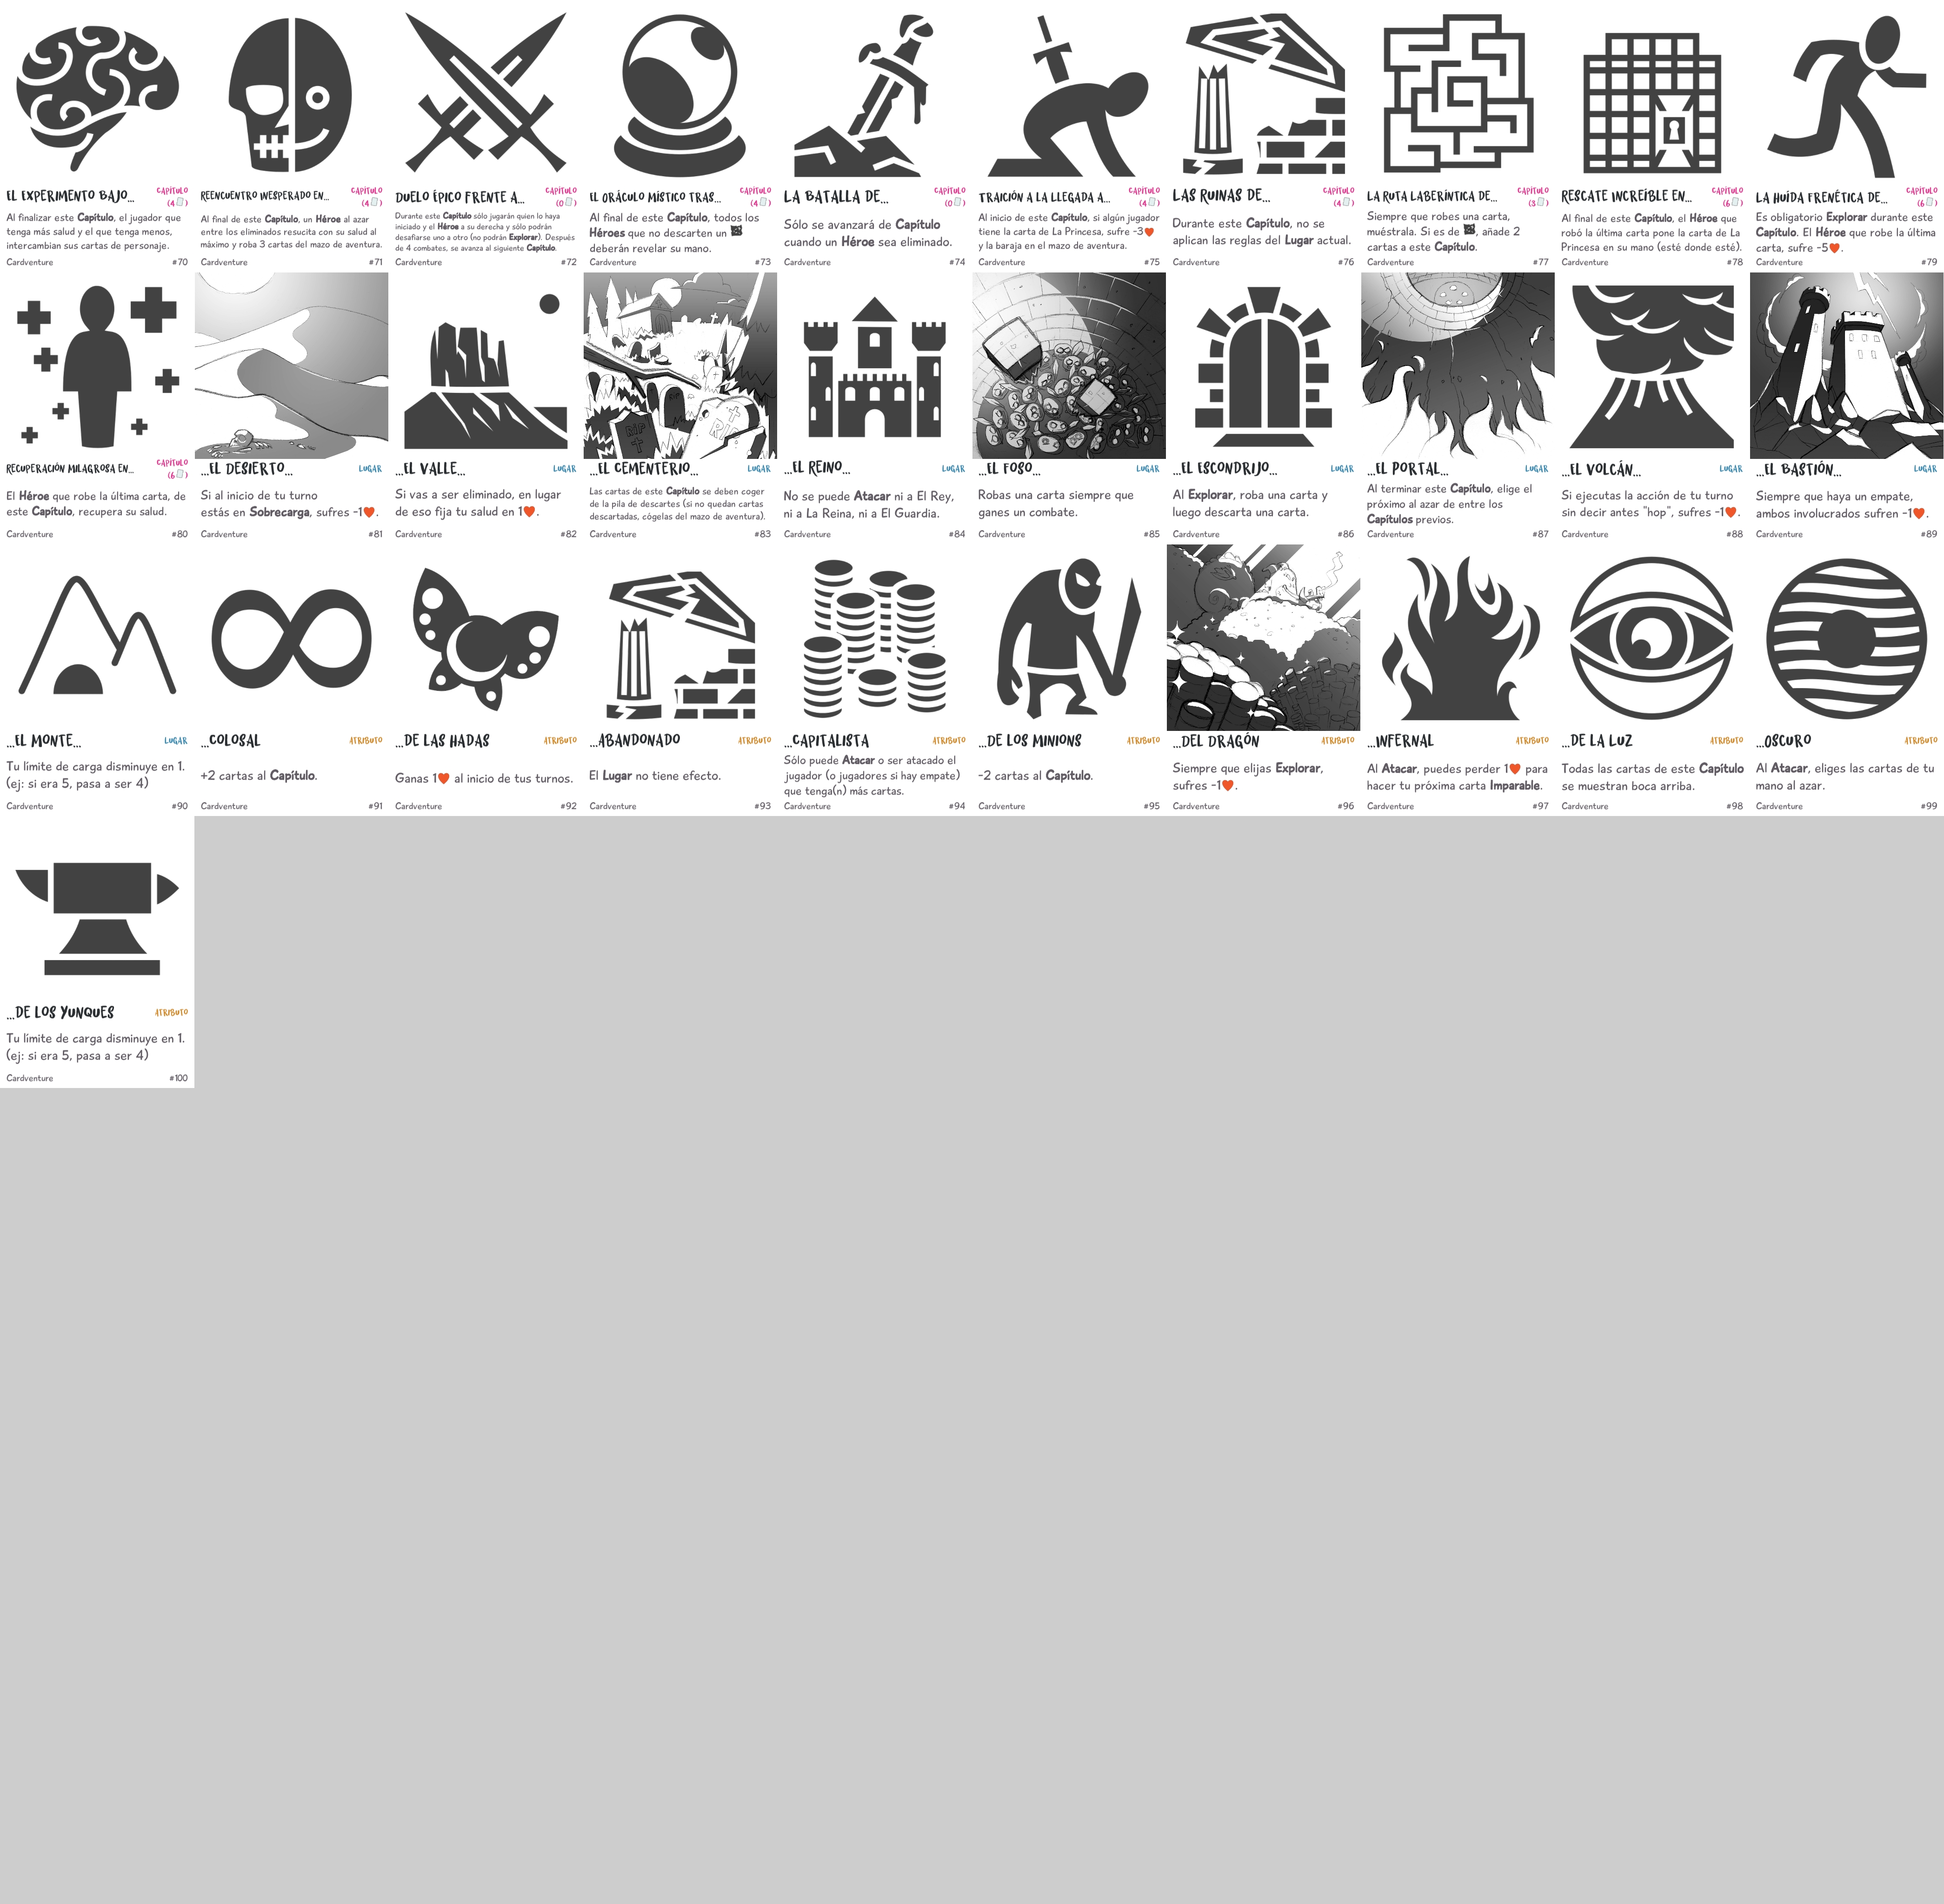 EL EXPERIMENTO BAJO...
CAPÍTULO
(4)
Al finalizar este Capítulo, el jugador que
tenga más salud y el que tenga menos,
intercambian sus cartas de personaje.
Cardventure
#70
REENCUENTRO INESPERADO EN...
CAPÍTULO
(4)
Al final de este Capítulo, un Héroe al azar
entre los eliminados resucita con su salud al
máximo y roba 3 cartas del mazo de aventura.
Cardventure
#71
DUELO ÉPICO FRENTE A...
CAPÍTULO
(0)
Durante este Capítulo sólo jugarán quien lo haya
iniciado y el Héroe a su derecha y sólo podrán
desafiarse uno a otro (no podrán Explorar). Después
de 4 combates, se avanza al siguiente Capítulo.
Cardventure
#72
EL ORÁCULO MÍSTICO TRAS...
CAPÍTULO
(4)
Al final de este Capítulo, todos los
Héroes que no descarten un
deberán revelar su mano.
Cardventure
#73
LA BATALLA DE...
CAPÍTULO
(0)
Sólo se avanzará de Capítulo
cuando un Héroe sea eliminado.
Cardventure
#74
TRAICIÓN A LA LLEGADA A...
CAPÍTULO
(4)
Al inicio de este Capítulo, si algún jugador
tiene la carta de La Princesa, sufre -3♥
y la baraja en el mazo de aventura.
Cardventure
#75
LAS RUINAS DE...
CAPÍTULO
(4)
Durante este Capítulo, no se
aplican las reglas del Lugar actual.
Cardventure
#76
LA RUTA LABERÍNTICA DE...
CAPÍTULO
(3)
Siempre que robes una carta,
muéstrala. Si es de , añade 2
cartas a este Capítulo.
Cardventure
#77
RESCATE INCREÍBLE EN...
CAPÍTULO
(6)
Al final de este Capítulo, el Héroe que
robó la última carta pone la carta de La
Princesa en su mano (esté donde esté).
Cardventure
#78
LA HUÍDA FRENÉTICA DE...
CAPÍTULO
(6)
Es obligatorio Explorar durante este
Capítulo. El Héroe que robe la última
carta, sufre -5♥.
Cardventure
#79
RECUPERACIÓN MILAGROSA EN...
CAPÍTULO
(6)
El Héroe que robe la última carta, de
este Capítulo, recupera su salud.
Cardventure
#80
...EL DESIERTO...
LUGAR
Si al inicio de tu turno
estás en Sobrecarga, sufres -1♥.
Cardventure
#81
...EL VALLE...
LUGAR
Si vas a ser eliminado, en lugar
de eso fija tu salud en 1♥.
Cardventure
#82
...EL CEMENTERIO...
LUGAR
Las cartas de este Capítulo se deben coger
de la pila de descartes (si no quedan cartas
descartadas, cógelas del mazo de aventura).
Cardventure
#83
...EL REINO...
LUGAR
No se puede Atacar ni a El Rey,
ni a La Reina, ni a El Guardia.
Cardventure
#84
...EL FOSO...
LUGAR
Robas una carta siempre que
ganes un combate.
Cardventure
#85
...EL ESCONDRIJO...
LUGAR
Al Explorar, roba una carta y
luego descarta una carta.
Cardventure
#86
...EL PORTAL...
LUGAR
Al terminar este Capítulo, elige el
próximo al azar de entre los
Capítulos previos.
Cardventure
#87
...EL VOLCÁN...
LUGAR
Si ejecutas la acción de tu turno
sin decir antes "hop", sufres -1♥.
Cardventure
#88
...EL BASTIÓN...
LUGAR
Siempre que haya un empate,
ambos involucrados sufren -1♥.
Cardventure
#89
...EL MONTE...
LUGAR
Tu límite de carga disminuye en 1.
(ej: si era 5, pasa a ser 4)
Cardventure
#90
...COLOSAL
ATRIBUTO
+2 cartas al Capítulo.
Cardventure
#91
...DE LAS HADAS
ATRIBUTO
Ganas 1♥ al inicio de tus turnos.
Cardventure
#92
...ABANDONADO
ATRIBUTO
El Lugar no tiene efecto.
Cardventure
#93
...CAPITALISTA
ATRIBUTO
Sólo puede Atacar o ser atacado el
jugador (o jugadores si hay empate)
que tenga(n) más cartas.
Cardventure
#94
...DE LOS MINIONS
ATRIBUTO
-2 cartas al Capítulo.
Cardventure
#95
...DEL DRAGÓN
ATRIBUTO
Siempre que elijas Explorar,
sufres -1♥.
Cardventure
#96
...INFERNAL
ATRIBUTO
Al Atacar, puedes perder 1♥ para
hacer tu próxima carta Imparable.
Cardventure
#97
...DE LA LUZ
ATRIBUTO
Todas las cartas de este Capítulo
se muestran boca arriba.
Cardventure
#98
...OSCURO
ATRIBUTO
Al Atacar, eliges las cartas de tu
mano al azar.
Cardventure
#99
...DE LOS YUNQUES
ATRIBUTO
Tu límite de carga disminuye en 1.
(ej: si era 5, pasa a ser 4)
Cardventure
#100